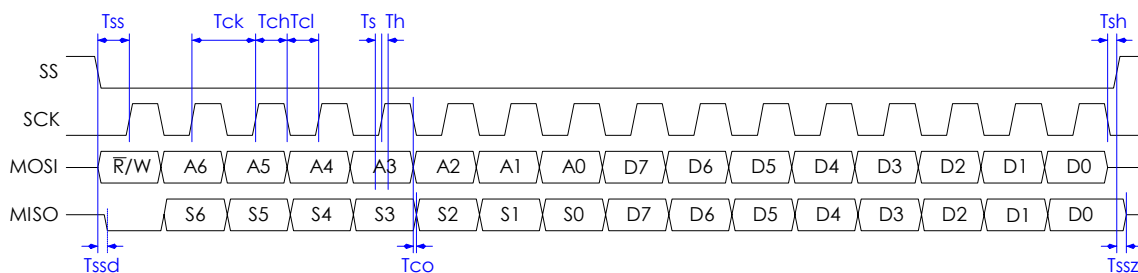 Tss Tck Tch Tcl Ts Th Tsh
SS
SCK
MOSI R̅/W A6 A5 A4 A3 A2 A1 A0 D7 D6 D5 D4 D3 D2 D1 D0
MISO S6 S5 S4 S3 S2 S1 S0 D7 D6 D5 D4 D3 D2 D1 D0
Tssd Tco Tssz